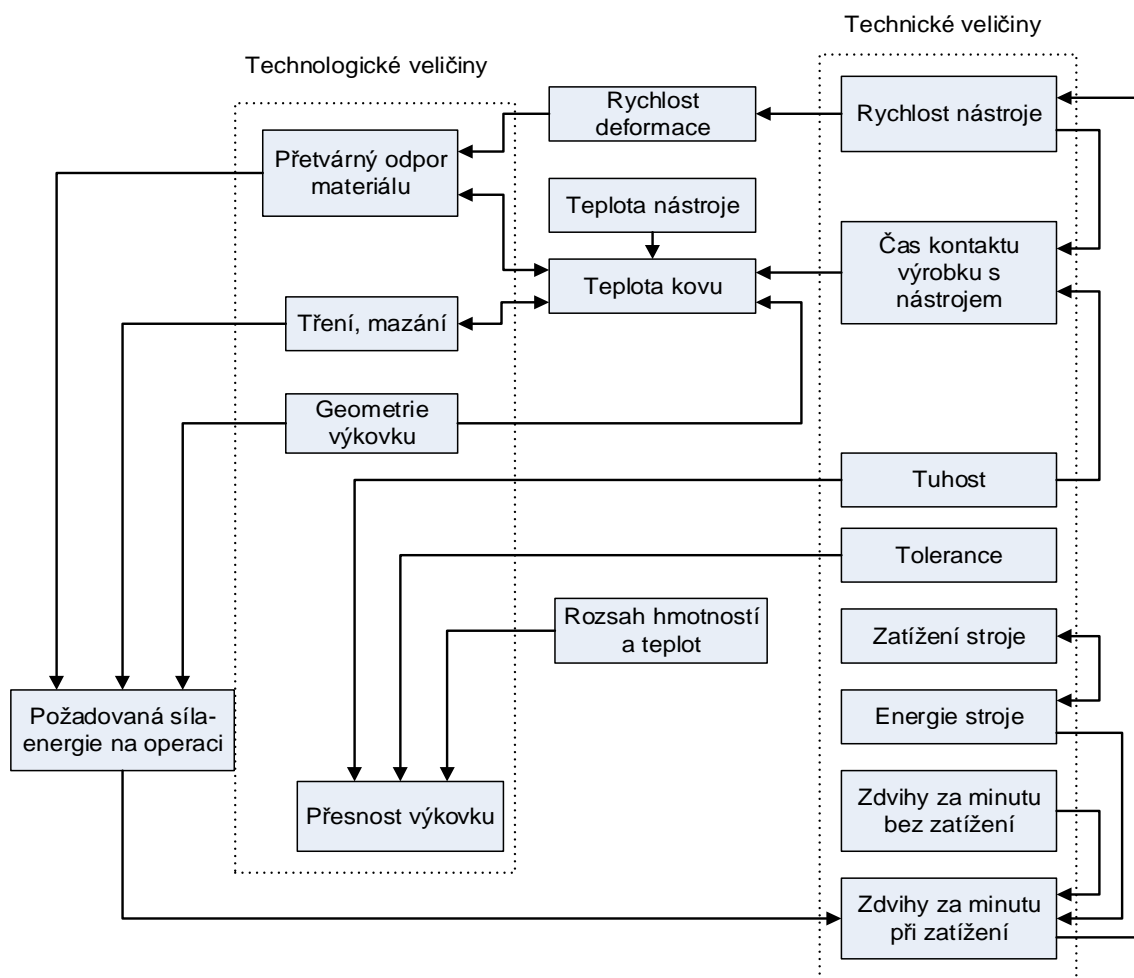 Technické veličiny
Technologické veličiny
Rychlost
deformace
Rychlost nástroje
Přetvárný odpor
materiálu
Teplota nástroje
Čas kontaktu
výrobku s
nástrojem
Teplota kovu
Tření, mazání
Geometrie
výkovku
Tuhost
Tolerance
Rozsah hmotností
a teplot
Zatížení stroje
Požadovaná síla-
energie na operaci
Energie stroje
Přesnost výkovku
Zdvihy za minutu
bez zatížení
Zdvihy za minutu
při zatížení